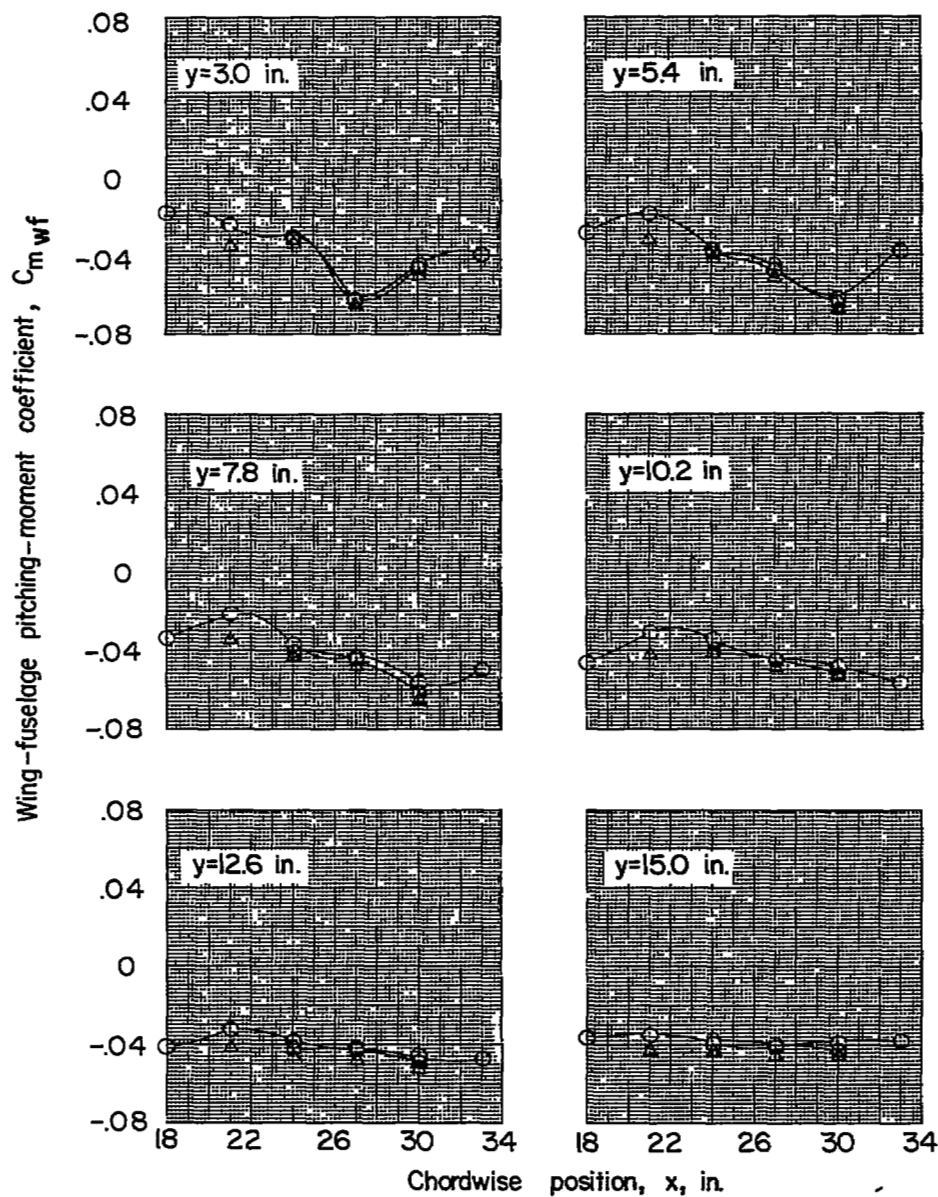 Wing-fuselage pitching-moment coefficient, Cmwf
.08
.04
0
-.04
-.08
y=3.0 in.
y=5.4 in.
.08
.04
0
-.04
-.08
y=7.8 in.
y=10.2 in
.08
.04
0
-.04
-.08
y=12.6 in.
y=15.0 in.
18 22 26 30 34
18 22 26 30 34
Chordwise position, x, in.